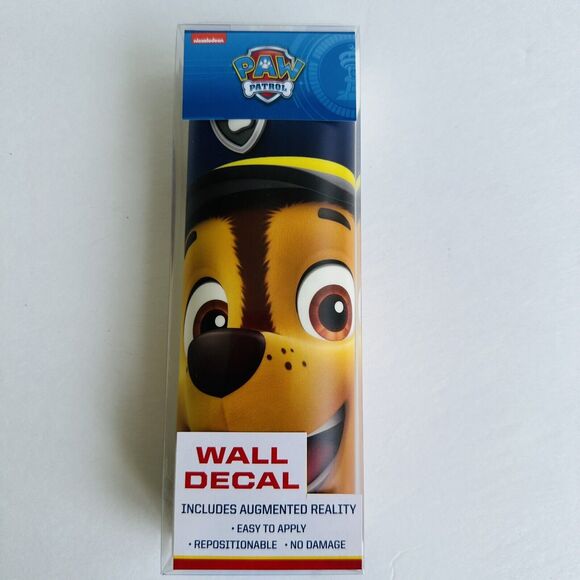 nickelodeon
PAW
PATROL
WALL
DECAL
INCLUDES AUGMENTED REALITY
• EASY TO APPLY
• REPOSITIONABLE • NO DAMAGE